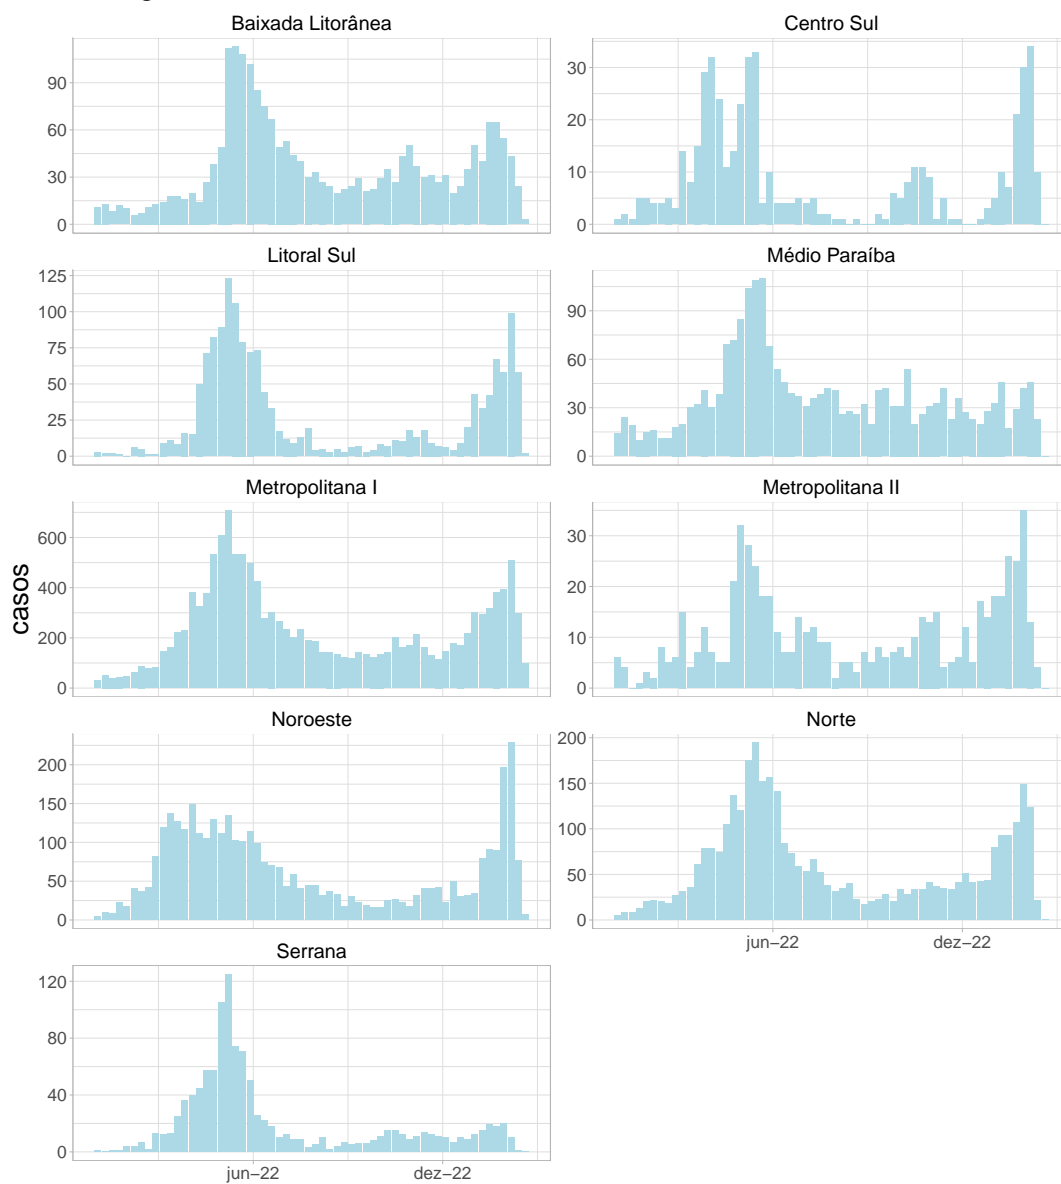 Baixada Litorânea
90
60
30
0
Centro Sul
30
20
10
0
Litoral Sul
125
100
75
50
25
0
Médio Paraíba
90
60
30
0
casos
Metropolitana I
600
400
200
0
Metropolitana II
30
20
10
0
Noroeste
200
150
100
50
0
Norte
200
150
100
50
0
jun−22
dez−22
Serrana
120
80
40
0
jun−22
dez−22